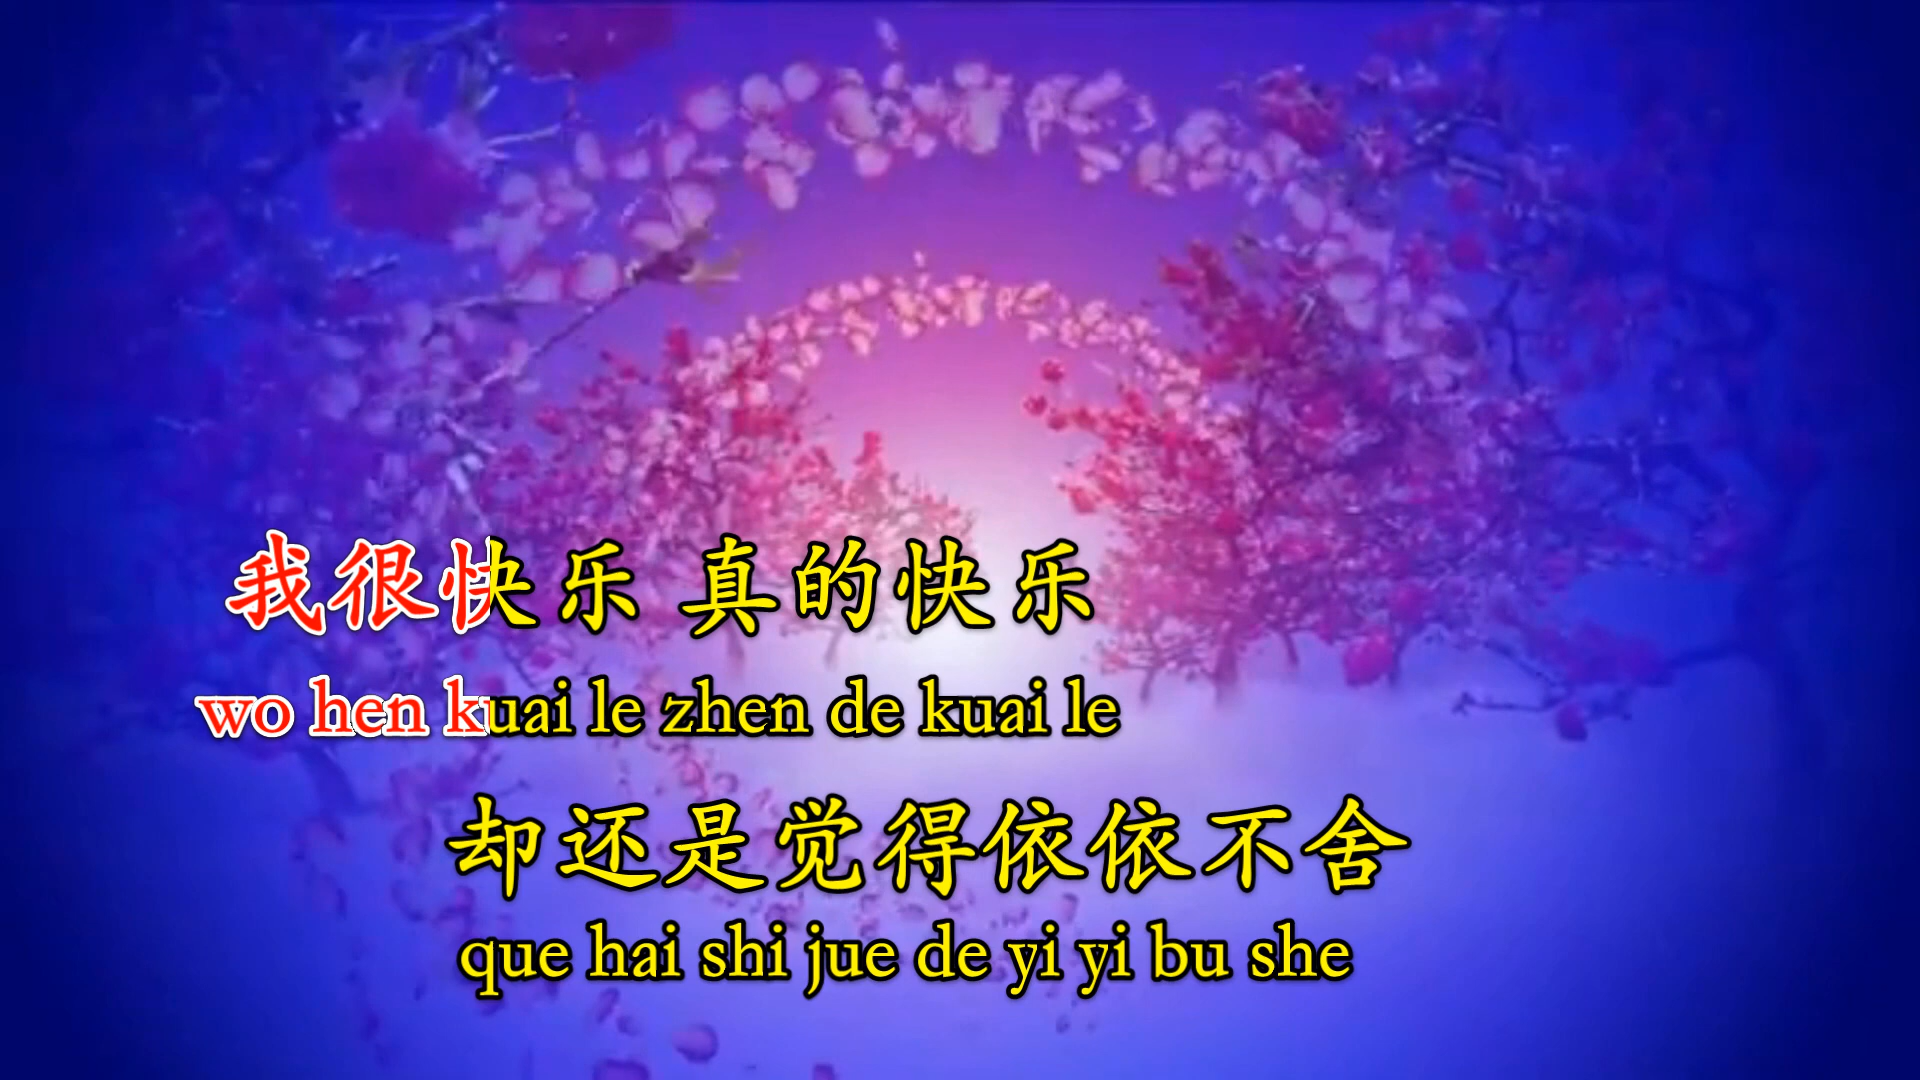 我很快乐 真的快乐
wo hen kuai le zhen de kuai le
却还是觉得依依不舍
que hai shi jue de yi yi bu she